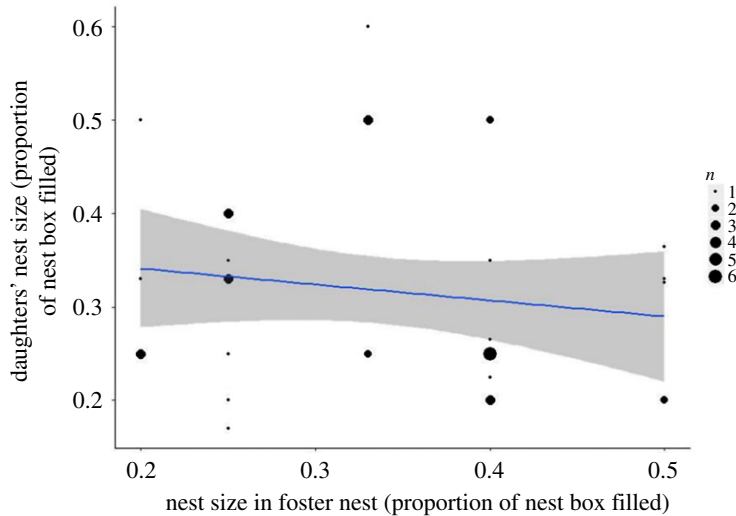 0.6
0.5
0.4
0.3
0.2
daughters' nest size (proportion
of nest box filled)
0.2 0.3 0.4 0.5
nest size in foster nest (proportion of nest box filled)
n
1
2
3
4
5
6